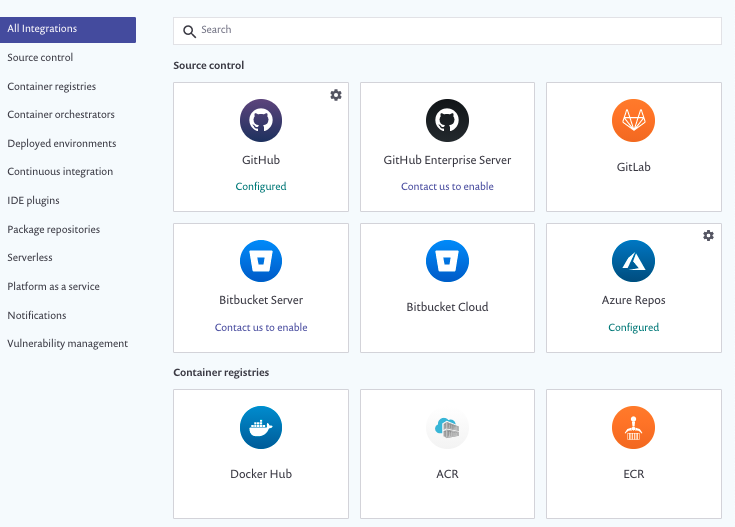 All Integrations
Source control
Container registries
Container orchestrators
Deployed environments
Continuous integration
IDE plugins
Package repositories
Serverless
Platform as a service
Notifications
Vulnerability management
Search
Source control
GitHub
Configured
GitHub Enterprise Server
Contact us to enable
GitLab
Bitbucket Server
Contact us to enable
Bitbucket Cloud
Azure Repos
Configured
Container registries
Docker Hub
ACR
ECR